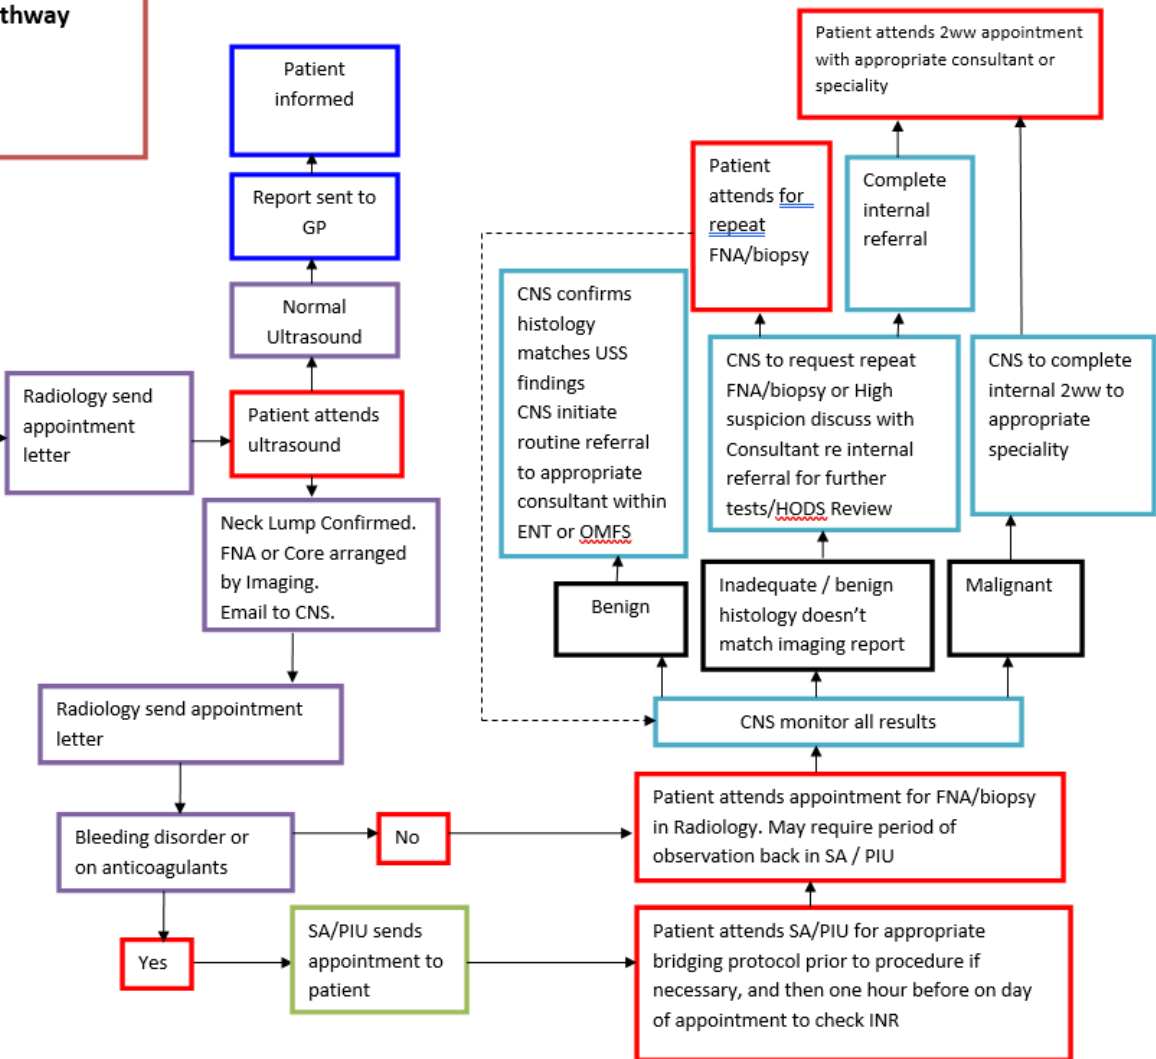 thway
Patient
informed
Report sent to
GP
Normal
Ultrasound
Radiology send
appointment
letter
Patient attends
ultrasound
Neck Lump Confirmed.
FNA or Core arranged
by Imaging.
Email to CNS.
Radiology send appointment
letter
Bleeding disorder or
on anticoagulants
No
Yes
SA/PIU sends
appointment to
patient
Patient attends SA/PIU for appropriate
bridging protocol prior to procedure if
necessary, and then one hour before on day
of appointment to check INR
Patient attends appointment for FNA/biopsy
in Radiology. May require period of
observation back in SA / PIU
CNS monitor all results
Benign
Inadequate / benign
histology doesn’t
match imaging report
Malignant
CNS confirms
histology
matches USS
findings
CNS initiate
routine referral
to appropriate
consultant within
ENT or OMFS
CNS to request repeat
FNA/biopsy or High
suspicion discuss with
Consultant re internal
referral for further
tests/HODS Review
CNS to complete
internal 2ww to
appropriate
speciality
Patient
attends for
repeat
FNA/biopsy
Complete
internal
referral
Patient attends 2ww appointment
with appropriate consultant or
speciality